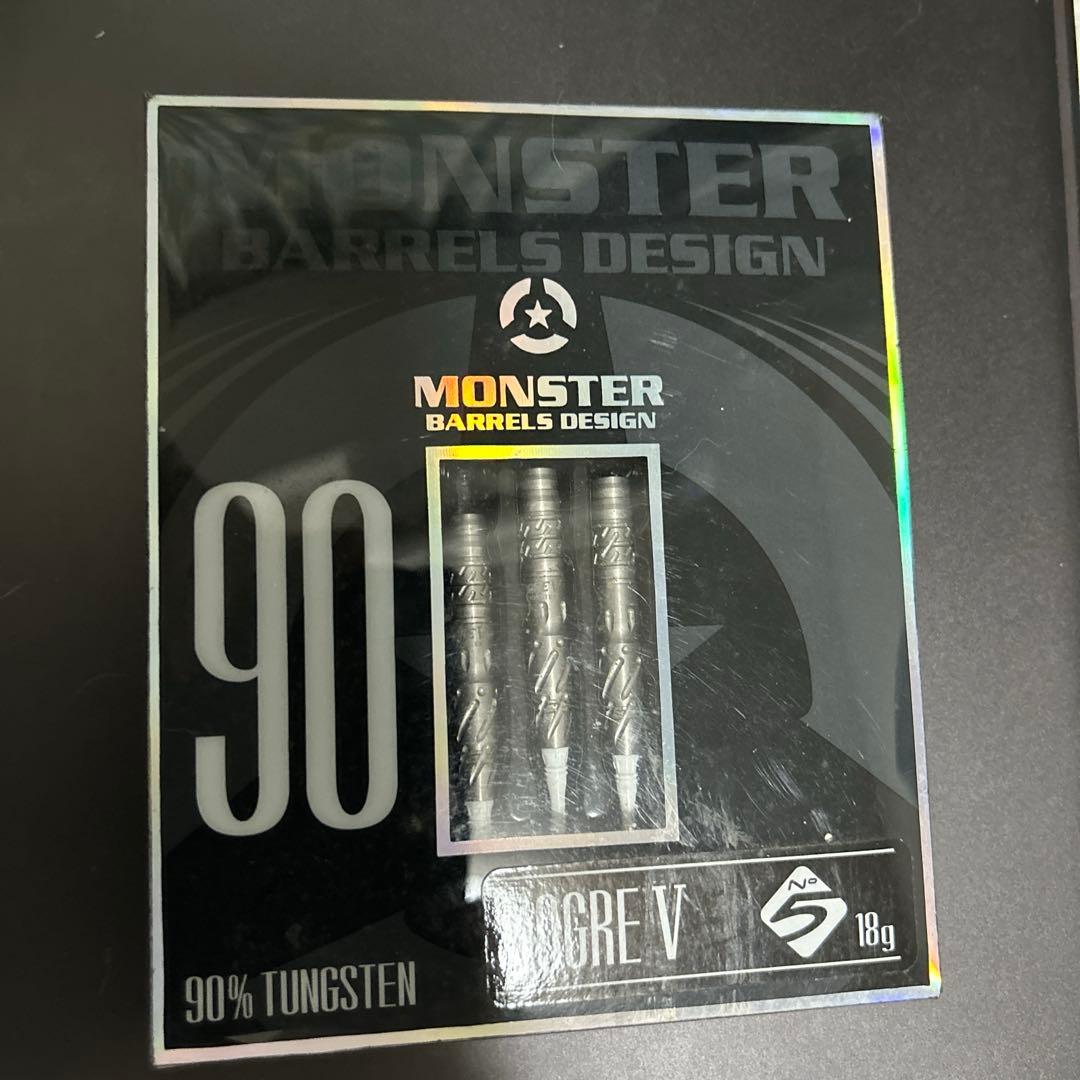 MONSTER
BARRELS DESIGN
MONSTER
BARRELS DESIGN
90
OGRE V
No
5
18g
90% TUNGSTEN